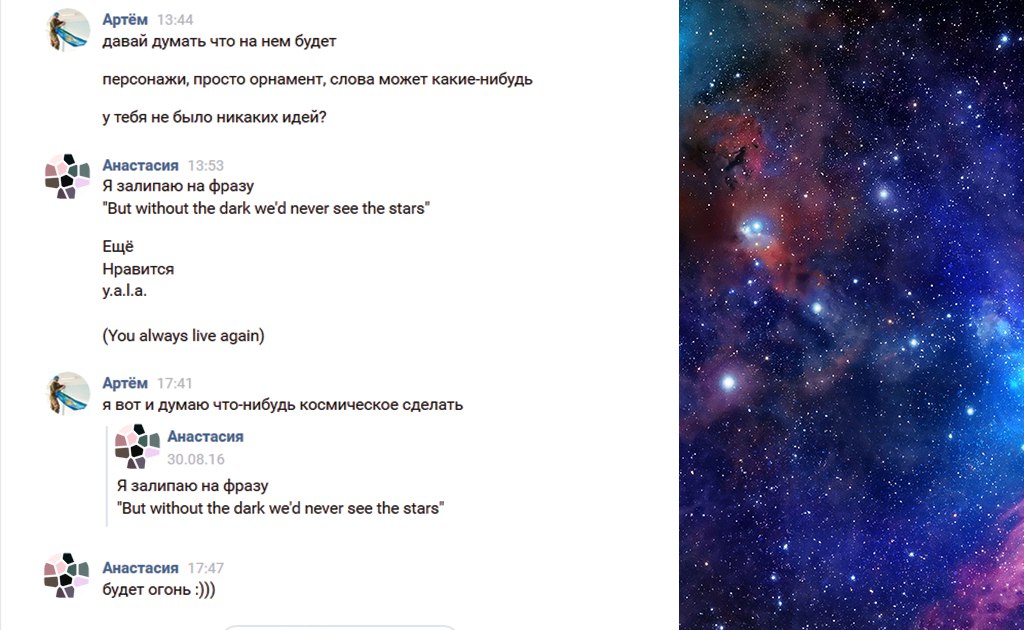 Артём 13:44
давай думать что на нем будет
персонажи, просто орнамент, слова может какие-нибудь
у тебя не было никаких идей?
Анастасия 13:53
Я залипаю на фразу
"But without the dark we'd never see the stars"
Ещё
Нравится
y.a.l.a.
(You always live again)
Артём 17:41
я вот и думаю что-нибудь космическое сделать
Анастасия
30.08.16
Я залипаю на фразу
"But without the dark we'd never see the stars"
Анастасия 17:47
будет огонь :)))